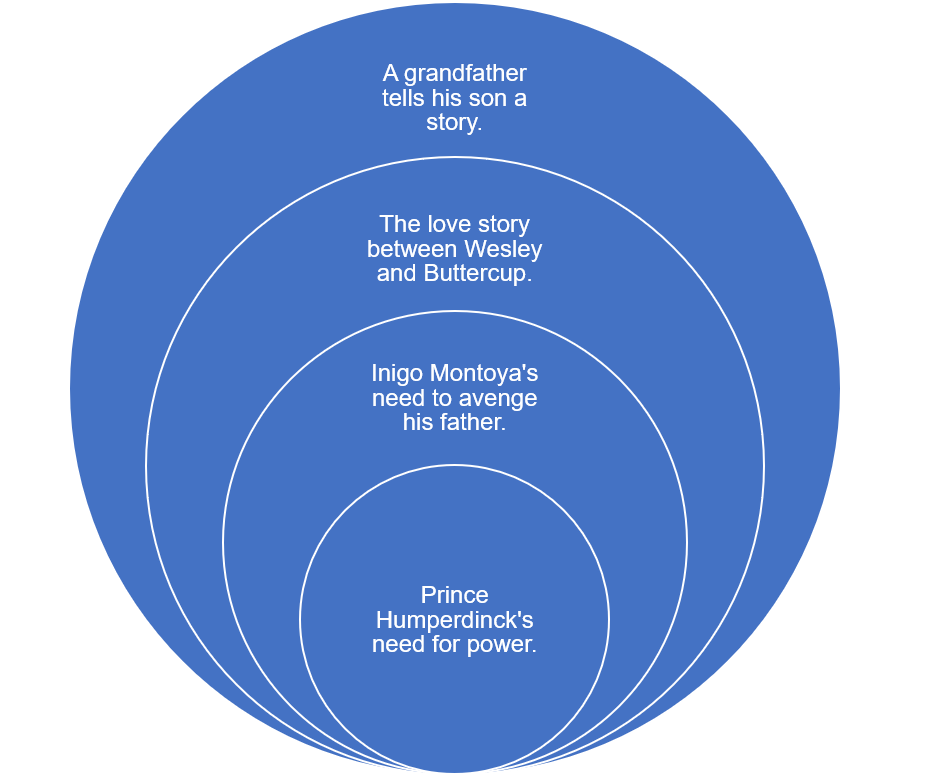 A grandfather
tells his son a
story.
The love story
between Wesley
and Buttercup.
Inigo Montoya's
need to avenge
his father.
Prince
Humperdinck's
need for power.